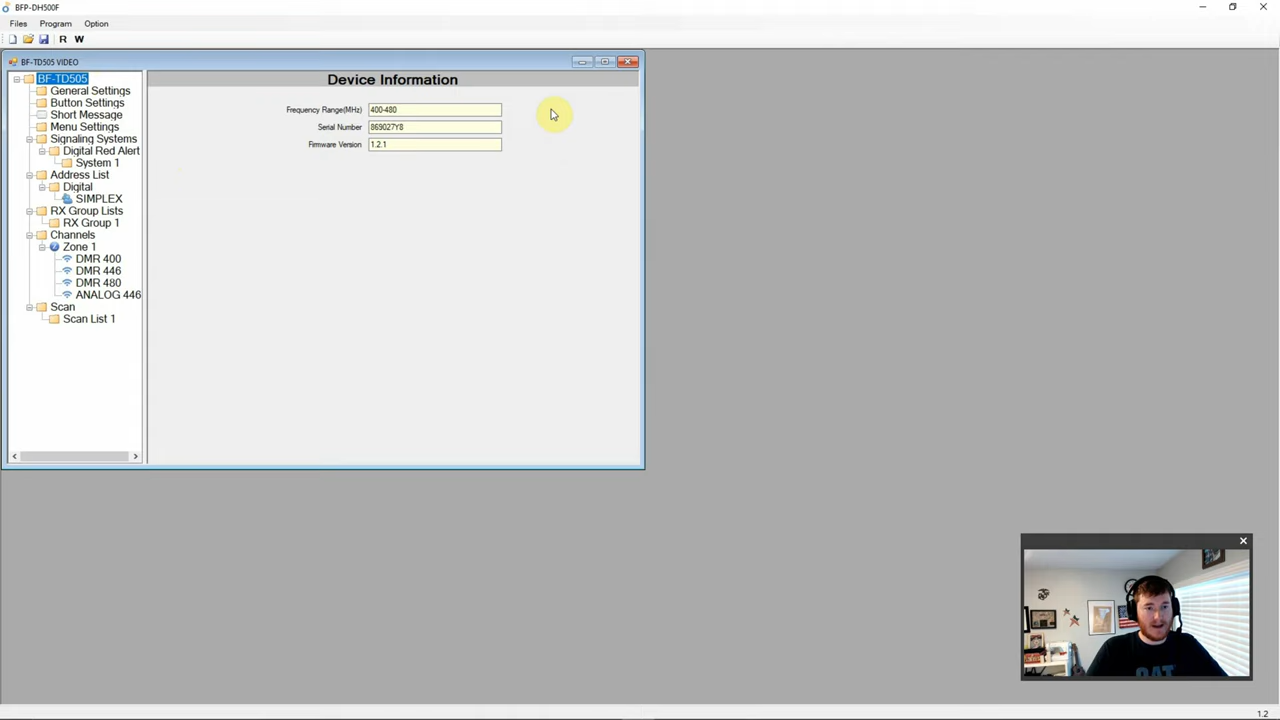 BFP-DH500F
Files Program Option
R W
BF-TD505 VIDEO
BF-TD505
General Settings
Button Settings
Short Message
Menu Settings
Signaling Systems
Digital Red Alert
System 1
Address List
Digital
SIMPLEX
RX Group Lists
RX Group 1
Channels
Zone 1
DMR 400
DMR 446
DMR 480
ANALOG 446
Scan
Scan List 1
Device Information
Frequency Range(MHz) 400-480
Serial Number 869027Y8
Firmware Version 1.2.1
CAT
1.2